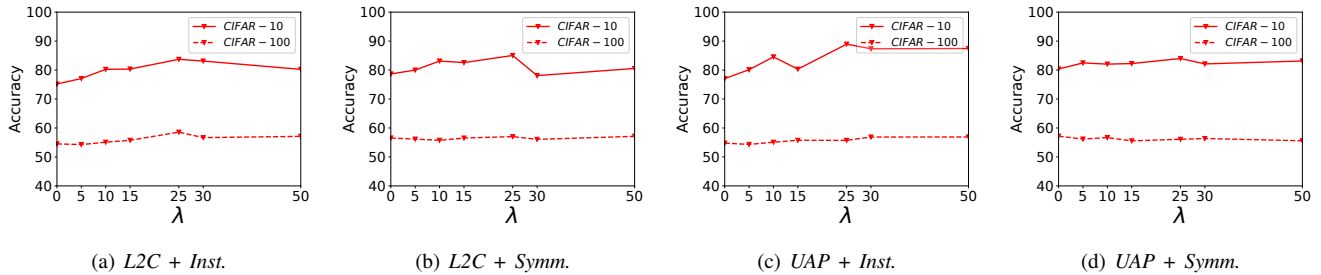 100
90
80
70
60
50
40
Accuracy
CIFAR − 10
CIFAR − 100
0 5 10 15 25 30 50
λ
(a) L2C + Inst.
100
90
80
70
60
50
40
Accuracy
CIFAR − 10
CIFAR − 100
0 5 10 15 25 30 50
λ
(b) L2C + Symm.
100
90
80
70
60
50
40
Accuracy
CIFAR − 10
CIFAR − 100
0 5 10 15 25 30 50
λ
(c) UAP + Inst.
100
90
80
70
60
50
40
Accuracy
CIFAR − 10
CIFAR − 100
0 5 10 15 25 30 50
λ
(d) UAP + Symm.